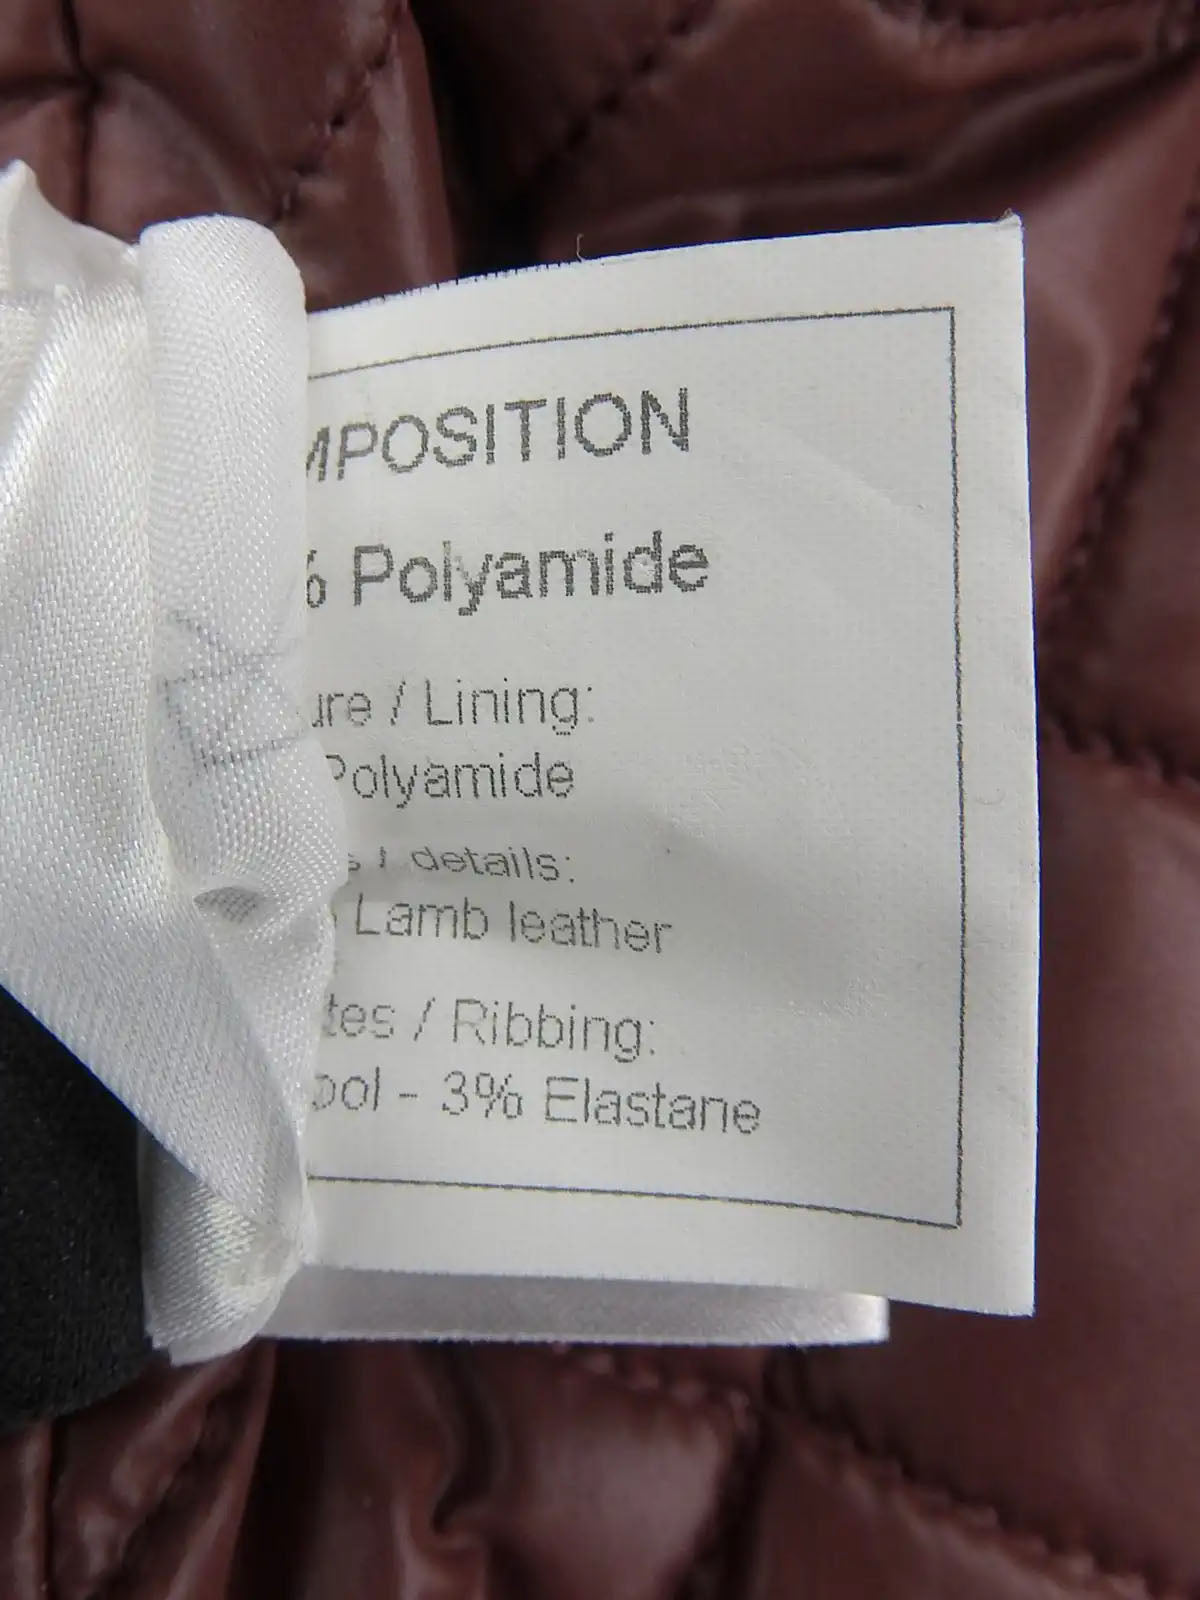 MPOSITION
% Polyamide
ure / Lining:
Polyamide
s / details:
Lamb leather
tes / Ribbing:
ool - 3% Elastane